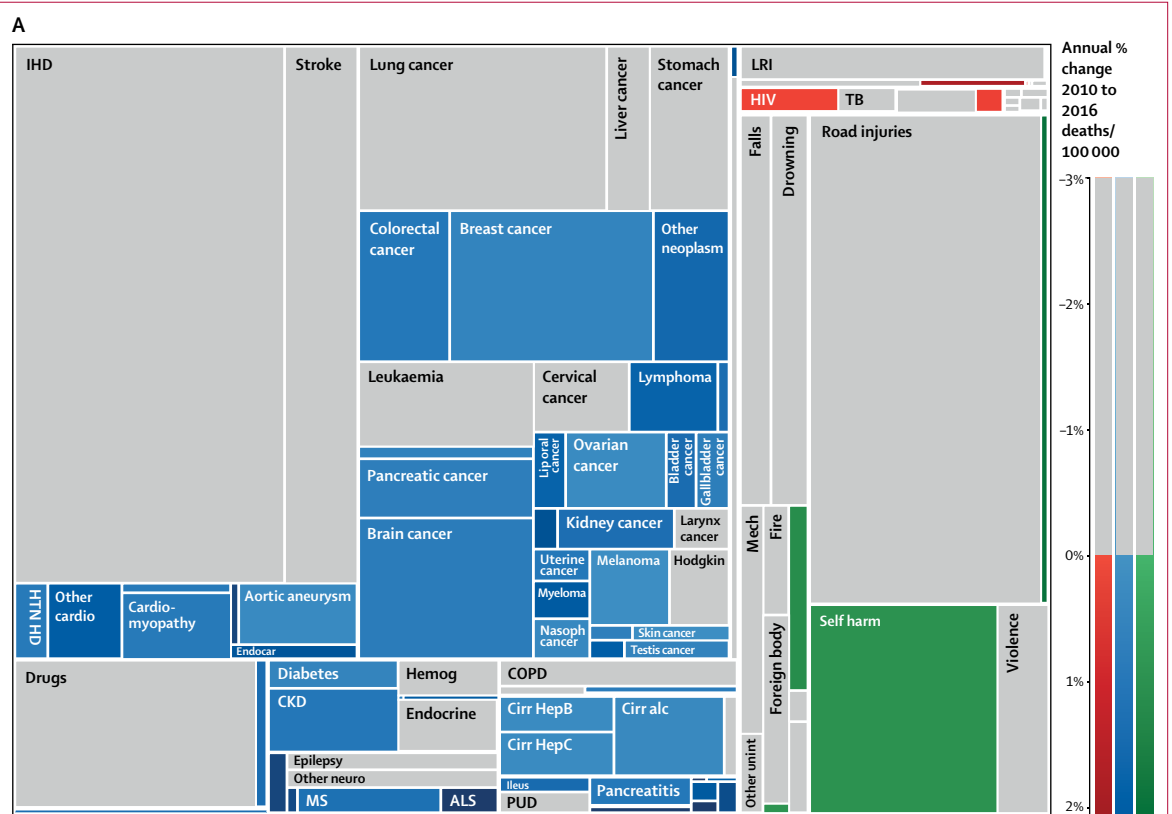 A
IHD
Stroke
Lung cancer
Liver cancer
Stomach
cancer
LRI
HIV
TB
Falls
Drowning
Road injuries
Colorectal
cancer
Breast cancer
Other
neoplasm
Leukaemia
Cervical
cancer
Lymphoma
Lip oral
cancer
Ovarian
cancer
Bladder
cancer
Gallbladder
cancer
Pancreatic cancer
Brain cancer
Kidney cancer
Larynx
cancer
Uterine
cancer
Melanoma
Hodgkin
Myeloma
Nasoph
cancer
Skin cancer
Testis cancer
HTN HD
Other
cardio
Cardio-
myopathy
Aortic aneurysm
Endocar
Mech
Fire
Foreign body
Other unint
Self harm
Violence
Drugs
Diabetes
Hemog
COPD
CKD
Endocrine
Cirr HepB
Cirr alc
Cirr HepC
Epilepsy
Other neuro
MS
ALS
Ileus
PUD
Pancreatitis
Annual %
change
2010 to
2016
deaths/
100 000
–3%
–2%
–1%
0%
1%
2%